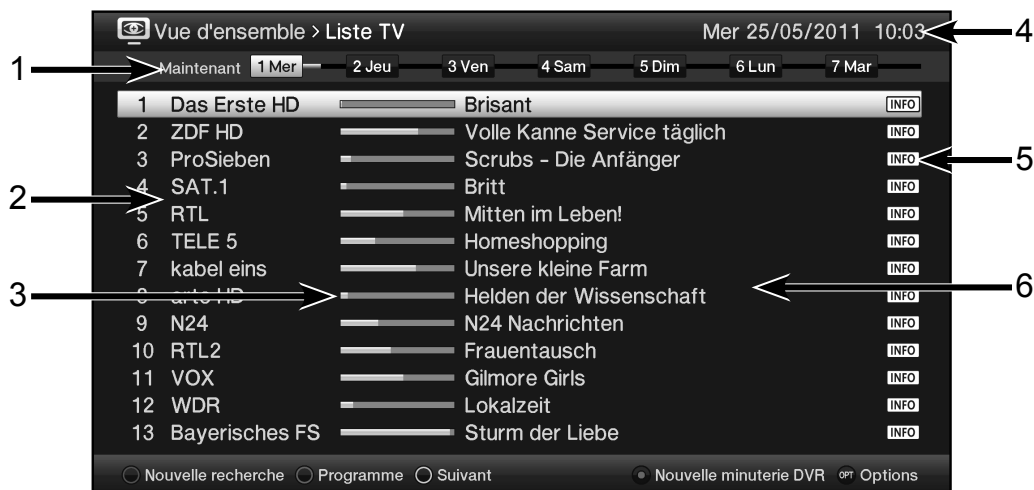 Vue d'ensemble > Liste TV Mer 25/05/2011 10:03 4
1 Maintenant 1 Mer 2 Jeu 3 Ven 4 Sam 5 Dim 6 Lun 7 Mar
1 Das Erste HD Brisant INFO
2 ZDF HD Volle Kanne Service täglich INFO
3 ProSieben Scrubs - Die Anfänger INFO 5
4 SAT.1 Britt INFO
2
5 RTL Mitten im Leben! INFO
6 TELE 5 Homeshopping INFO
7 kabel eins Unsere kleine Farm INFO
3 8 arte HD Helden der Wissenschaft INFO 6
9 N24 N24 Nachrichten INFO
10 RTL2 Frauentausch INFO
11 VOX Gilmore Girls INFO
12 WDR Lokalzeit INFO
13 Bayerisches FS Sturm der Liebe INFO
Nouvelle recherche Programme Suivant Nouvelle minuterie DVR OPT Options